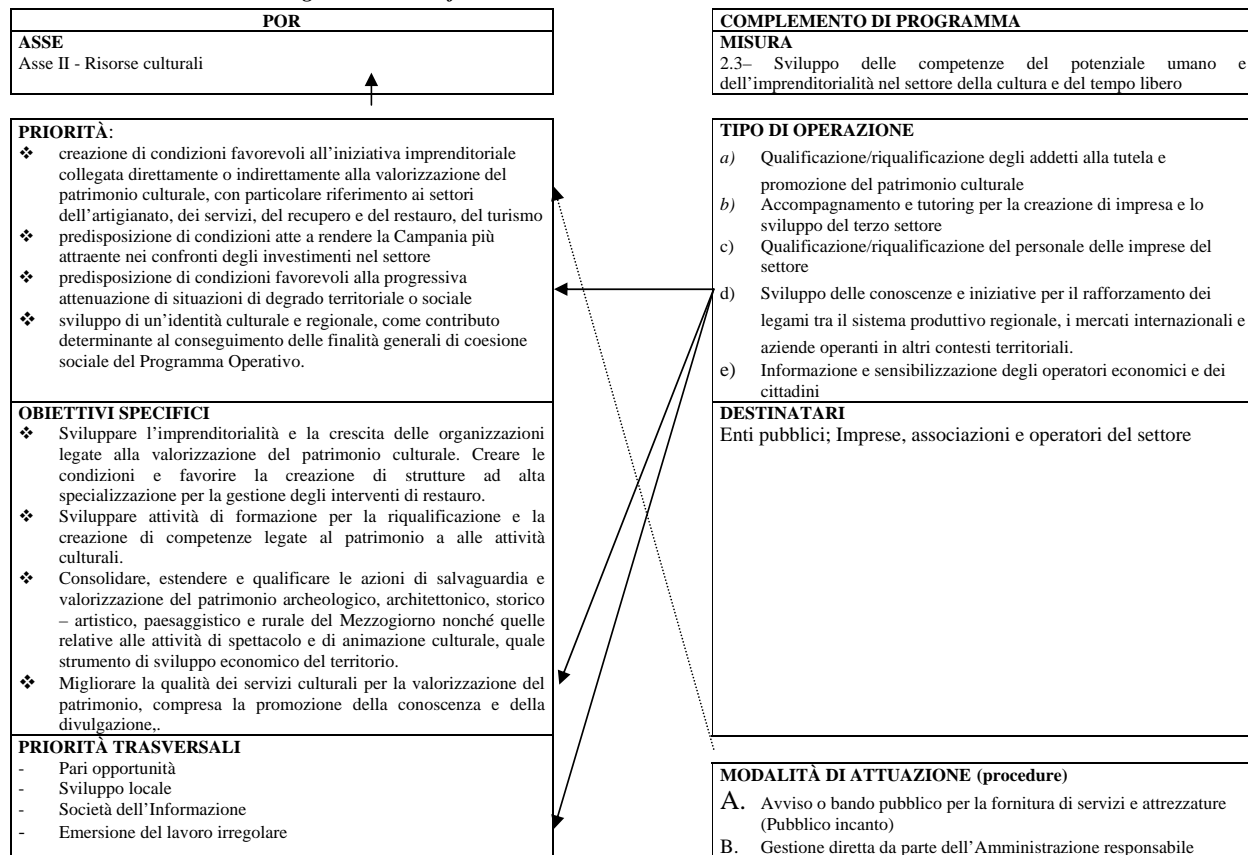 POR
ASSE
Asse II - Risorse culturali
PRIORITÀ:
❖ creazione di condizioni favorevoli all'iniziativa imprenditoriale
collegata direttamente o indirettamente alla valorizzazione del
patrimonio culturale, con particolare riferimento ai settori
dell'artigianato, dei servizi, del recupero e del restauro, del turismo
❖ predisposizione di condizioni atte a rendere la Campania più
attraente nei confronti degli investimenti nel settore
❖ predisposizione di condizioni favorevoli alla progressiva
attenuazione di situazioni di degrado territoriale o sociale
❖ sviluppo di un'identità culturale e regionale, come contributo
determinante al conseguimento delle finalità generali di coesione
sociale del Programma Operativo.
OBIETTIVI SPECIFICI
❖ Sviluppare l'imprenditorialità e la crescita delle organizzazioni
legate alla valorizzazione del patrimonio culturale. Creare le
condizioni e favorire la creazione di strutture ad alta
specializzazione per la gestione degli interventi di restauro.
❖ Sviluppare attività di formazione per la riqualificazione e la
creazione di competenze legate al patrimonio a alle attività
culturali.
❖ Consolidare, estendere e qualificare le azioni di salvaguardia e
valorizzazione del patrimonio archeologico, architettonico, storico
– artistico, paesaggistico e rurale del Mezzogiorno nonché quelle
relative alle attività di spettacolo e di animazione culturale, quale
strumento di sviluppo economico del territorio.
❖ Migliorare la qualità dei servizi culturali per la valorizzazione del
patrimonio, compresa la promozione della conoscenza e della
divulgazione,.
PRIORITÀ TRASVERSALI
- Pari opportunità
- Sviluppo locale
- Società dell'Informazione
- Emersione del lavoro irregolare
COMPLEMENTO DI PROGRAMMA
MISURA
2.3– Sviluppo delle competenze del potenziale umano e
dell'imprenditorialità nel settore della cultura e del tempo libero
TIPO DI OPERAZIONE
a) Qualificazione/riqualificazione degli addetti alla tutela e
promozione del patrimonio culturale
b) Accompagnamento e tutoring per la creazione di impresa e lo
sviluppo del terzo settore
c) Qualificazione/riqualificazione del personale delle imprese del
settore
d) Sviluppo delle conoscenze e iniziative per il rafforzamento dei
legami tra il sistema produttivo regionale, i mercati internazionali e
aziende operanti in altri contesti territoriali.
e) Informazione e sensibilizzazione degli operatori economici e dei
cittadini
DESTINATARI
Enti pubblici; Imprese, associazioni e operatori del settore
MODALITÀ DI ATTUAZIONE (procedure)
A. Avviso o bando pubblico per la fornitura di servizi e attrezzature
(Pubblico incanto)
B. Gestione diretta da parte dell'Amministrazione responsabile